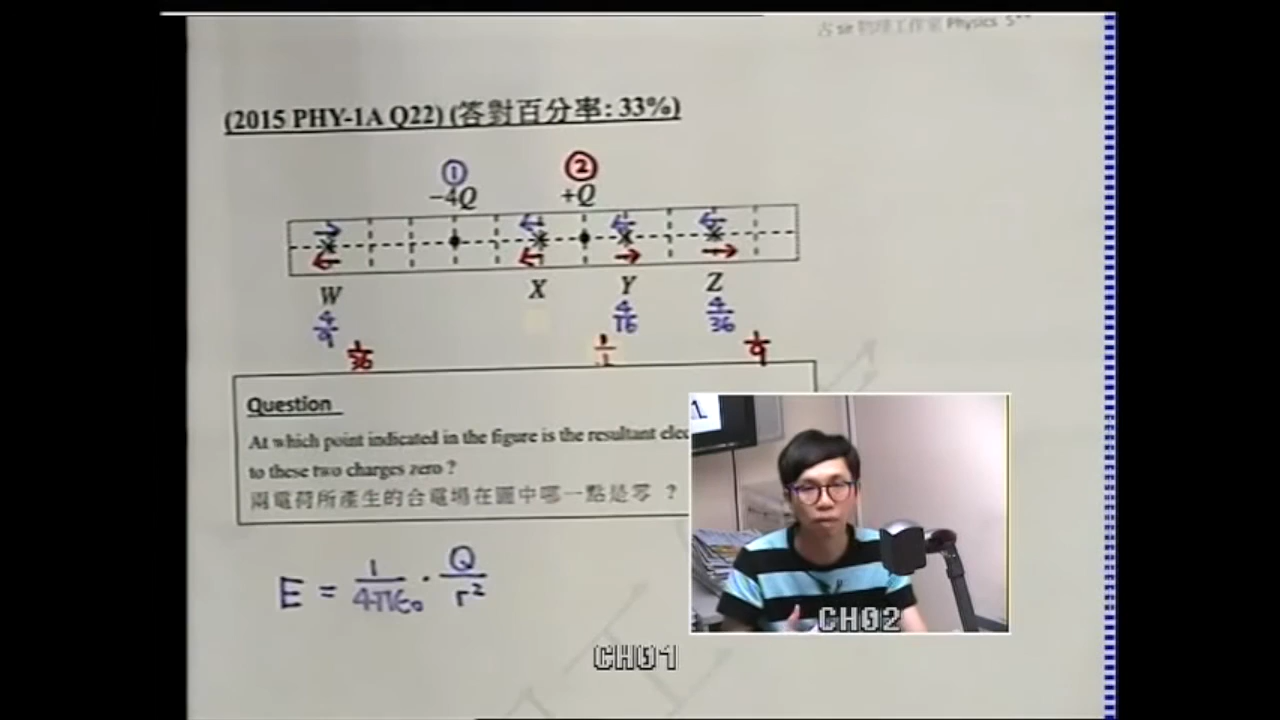 古 sir 物理工作室 Physics 5**
(2015 PHY-1A Q22) (答對百分率: 33%)
① ②
−4Q +Q
W X Y Z
4/9 4/16 4/36
1/36 1/1 1/9
Question
At which point indicated in the figure is the resultant elec
to these two charges zero ?
兩電荷所產生的合電場在圖中哪一點是零 ？
E = 1/4πε₀ · Q/r²
CH02
CH01